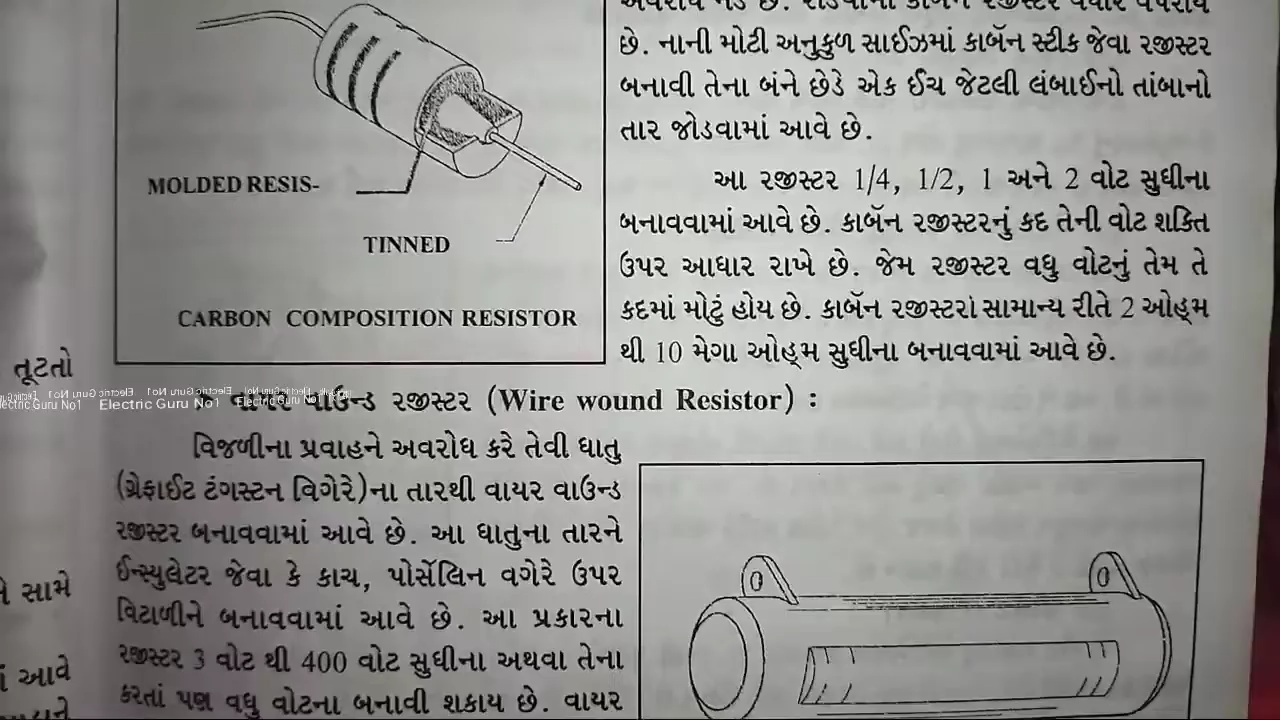 છે. નાની મોટી અનુકુળ સાઈઝમાં કાર્બન સ્ટીક જેવા રજીસ્ટર
બનાવી તેના બંને છેડે એક ઈચ જેટલી લંબાઈનો તાંબાનો
તાર જોડવામાં આવે છે.
MOLDED RESIS-
TINNED
CARBON COMPOSITION RESISTOR
આ રજીસ્ટર 1/4, 1/2, 1 અને 2 વોટ સુધીના
બનાવવામાં આવે છે. કાર્બન રજીસ્ટરનું કદ તેની વોટ શક્તિ
ઉપર આધાર રાખે છે. જેમ રજીસ્ટર વધુ વોટનું તેમ તે
કદમાં મોટું હોય છે. કાર્બન રજીસ્ટરો સામાન્ય રીતે 2 ઓહ્મ
થી 10 મેગા ઓહ્મ સુધીના બનાવવામાં આવે છે.
તૂટતો
Electric Guru No1
Electric Guru No1
વાઉન્ડ રજીસ્ટર (Wire wound Resistor) :
વિજળીના પ્રવાહને અવરોધ કરે તેવી ધાતુ
(ગ્રેફાઈટ ટંગસ્ટન વિગેરે)ના તારથી વાયર વાઉન્ડ
રજીસ્ટર બનાવવામાં આવે છે. આ ધાતુના તારને
ઈન્સ્યુલેટર જેવા કે કાચ, પોર્સેલિન વગેરે ઉપર
વિટાળીને બનાવવામાં આવે છે. આ પ્રકારના
રજીસ્ટર 3 વોટ થી 400 વોટ સુધીના અથવા તેના
કરતાં પણ વધુ વોટના બનાવી શકાય છે. વાયર
સામે
આવે